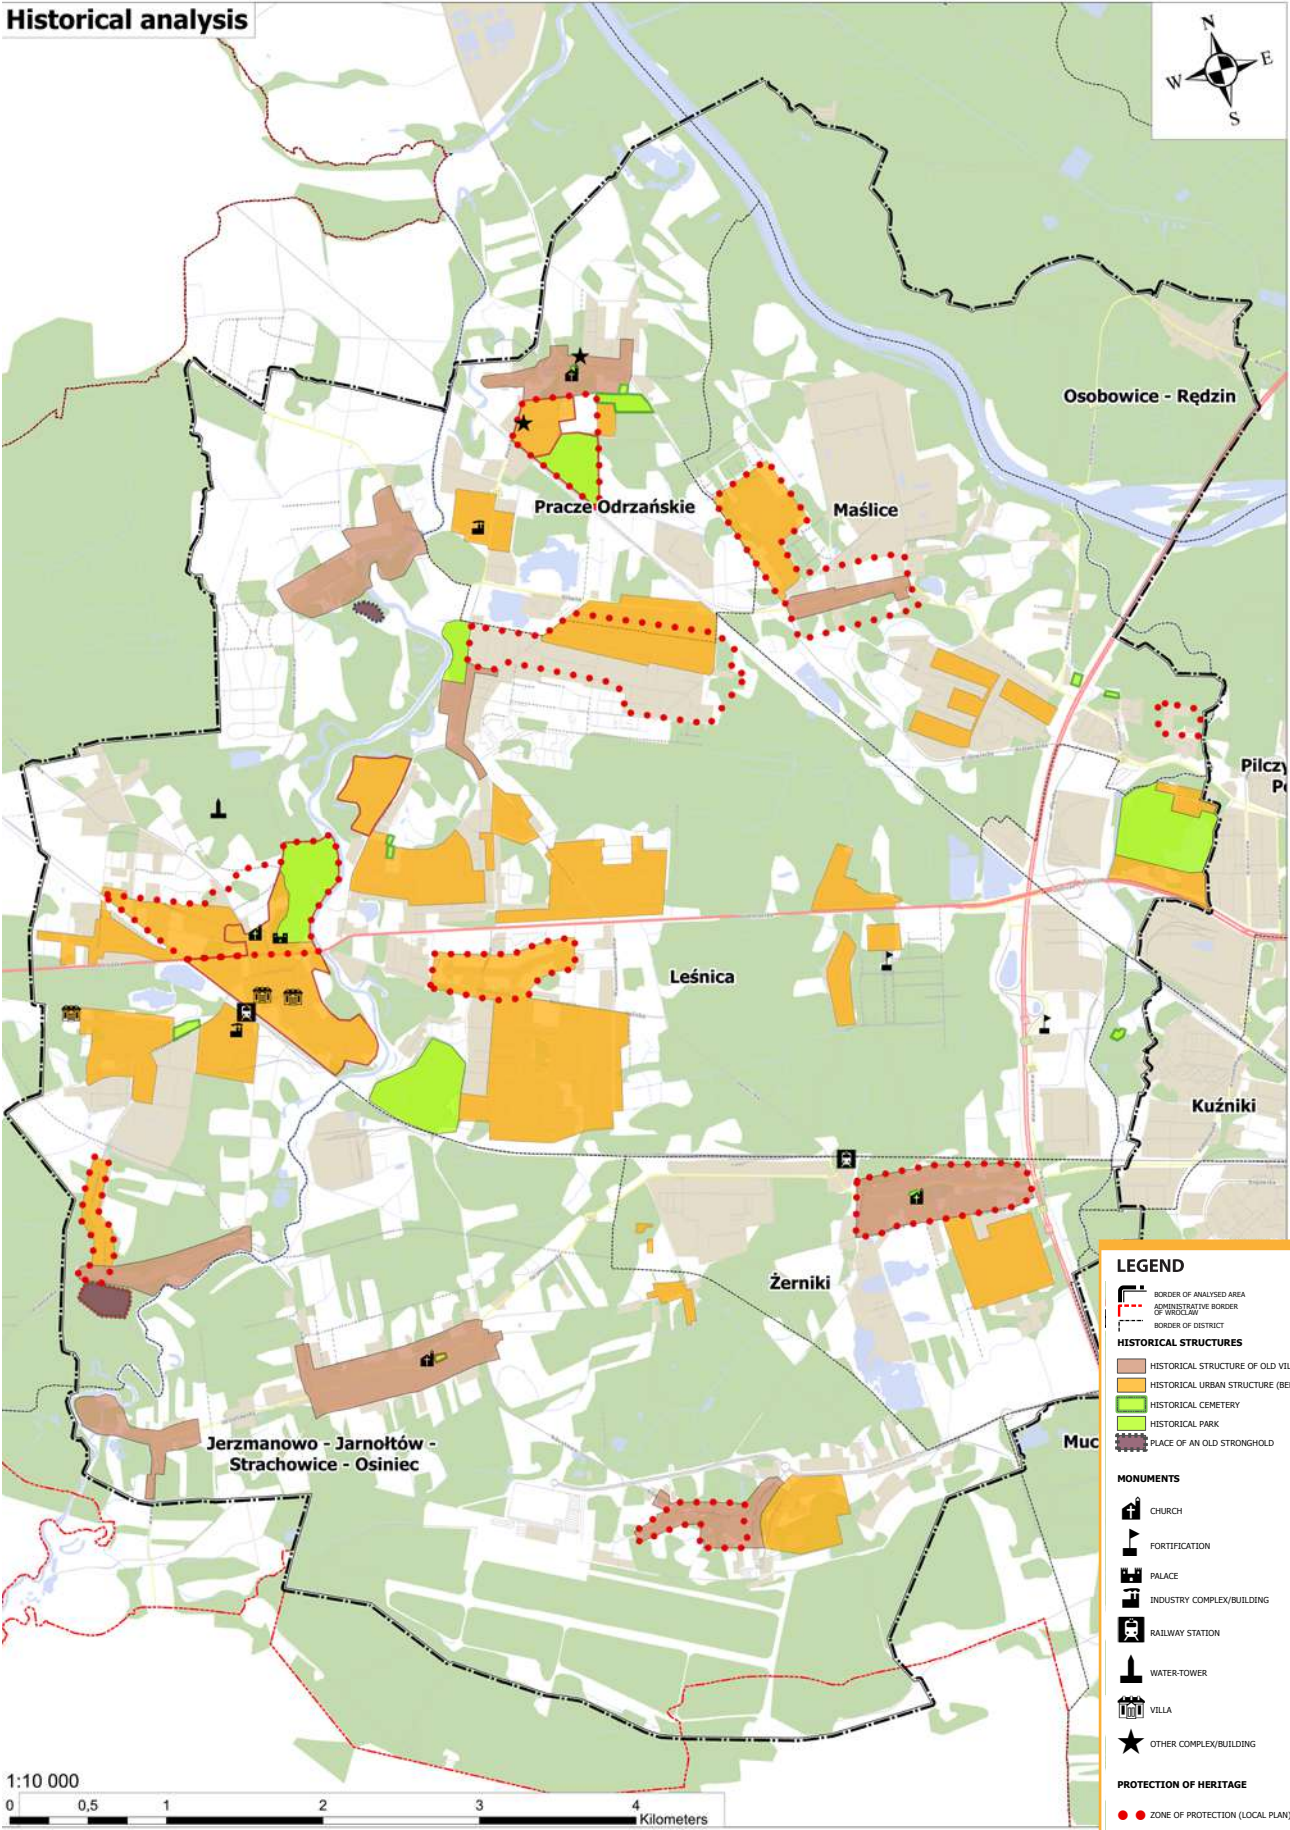 Historical analysis
N
W
E
S
Osobowice - Rędzin
Pracze Odrzańskie
Maślice
Pilczy
Leśnica
Kuźniki
Żerniki
Jerzmanowo - Jarnołtów -
Strachowice - Osiniec
Muc
LEGEND
BORDER OF ANALYSED AREA
ADMINISTRATIVE BORDER
OF WROCLAW
BORDER OF DISTRICT
HISTORICAL STRUCTURES
HISTORICAL STRUCTURE OF OLD VIL
HISTORICAL URBAN STRUCTURE (BE
HISTORICAL CEMETERY
HISTORICAL PARK
PLACE OF AN OLD STRONGHOLD
MONUMENTS
CHURCH
FORTIFICATION
PALACE
INDUSTRY COMPLEX/BUILDING
RAILWAY STATION
WATER-TOWER
VILLA
OTHER COMPLEX/BUILDING
PROTECTION OF HERITAGE
ZONE OF PROTECTION (LOCAL PLAN)
1:10 000
0 0,5 1 2 3 4
Kilometers